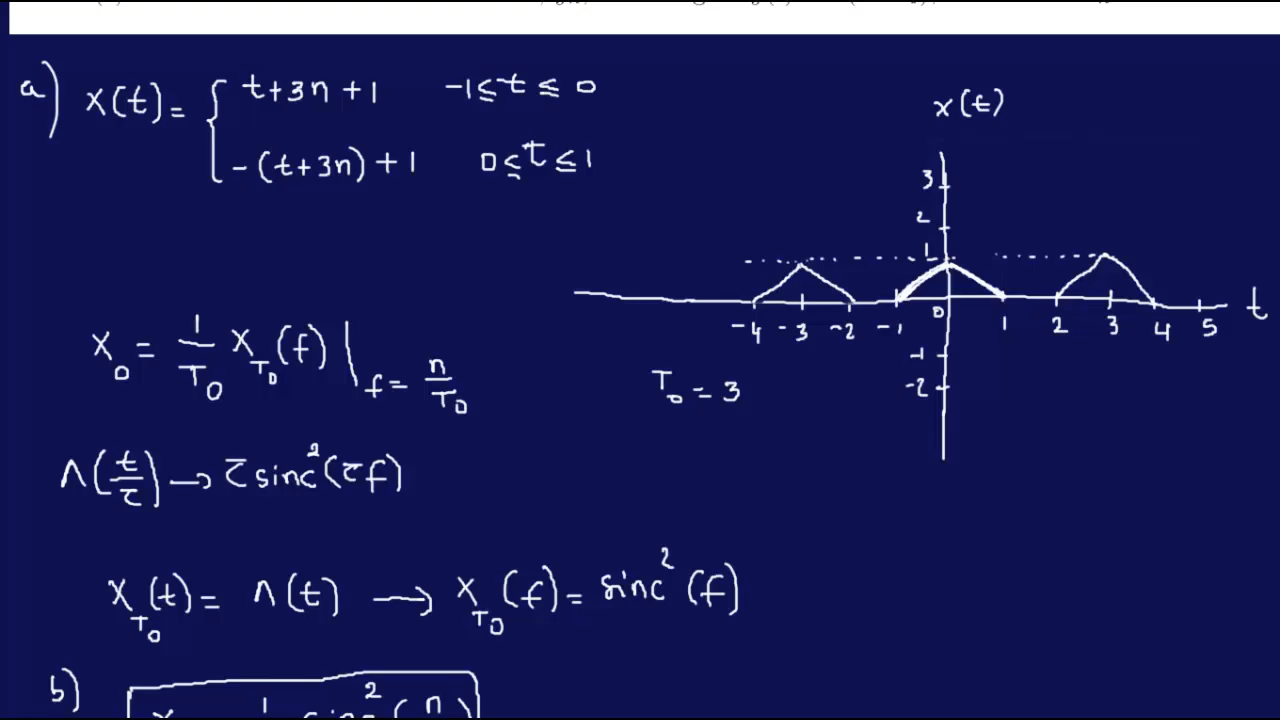 a) x(t) = { t+3n+1 -1 ≤ t ≤ 0
-(t+3n)+1 0 ≤ t ≤ 1
x(t)
3
2
1
0
-4 -3 -2 -1 1 2 3 4 5 t
-1
-2
T₀ = 3
X₀ = 1/T₀ X_T₀(f) | f = n/T₀
Λ(t/τ) → τ sinc²(τf)
x_T₀(t) = Λ(t) → X_T₀(f) = sinc²(f)
b)